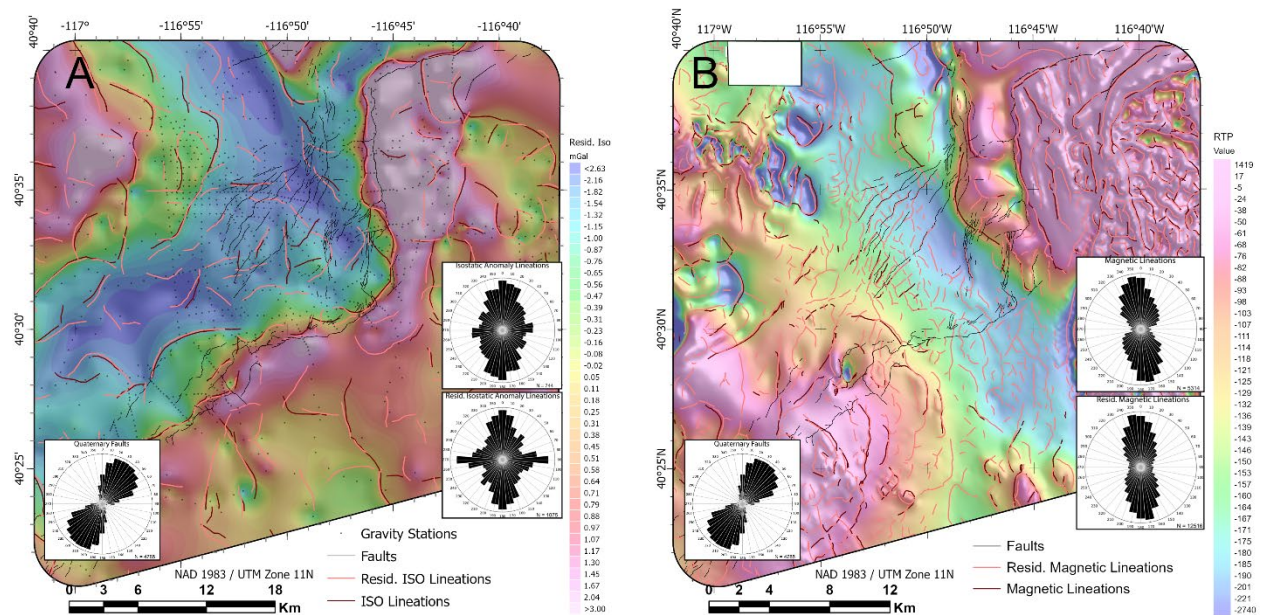 -117° -116°55' -116°50' -116°45' -116°40'
40°40'
40°35'
40°30'
40°25'
A
Resid. Iso
mGal
<2.63
-2.16
-1.82
-1.54
-1.32
-1.15
-1.00
-0.87
-0.76
-0.65
-0.56
-0.47
-0.39
-0.31
-0.23
-0.16
-0.08
-0.02
0.05
0.11
0.18
0.25
0.31
0.38
0.45
0.51
0.58
0.64
0.71
0.79
0.88
0.97
1.07
1.17
1.30
1.45
1.67
2.04
>3.00
Isostatic Anomaly Lineations
Resid. Isostatic Anomaly Lineations
N = 1076
Quaternary Faults
N = 4785
Gravity Stations
Faults
Resid. ISO Lineations
ISO Lineations
NAD 1983 / UTM Zone 11N
0 3 6 12 18
Km
117°W 116°55'W 116°50'W 116°45'W 116°40'W
40°40'N
40°35'N
40°30'N
40°25'N
B
RTP
Value
1419
17
-5
-24
-38
-50
-61
-68
-76
-82
-88
-93
-98
-103
-107
-111
-114
-118
-121
-125
-129
-132
-136
-139
-143
-146
-150
-153
-157
-160
-164
-167
-171
-175
-180
-185
-190
-201
-221
-2740
Magnetic Lineations
N = 5314
Resid. Magnetic Lineations
Quaternary Faults
N = 4785
Faults
Resid. Magnetic Lineations
Magnetic Lineations
NAD 1983 / UTM Zone 11N
0 2 4 8 12
Km